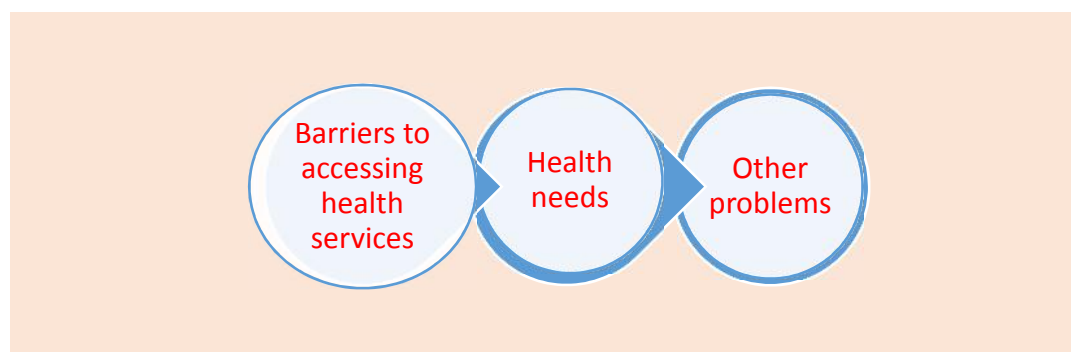 Barriers to
accessing
health
services
Health
needs
Other
problems